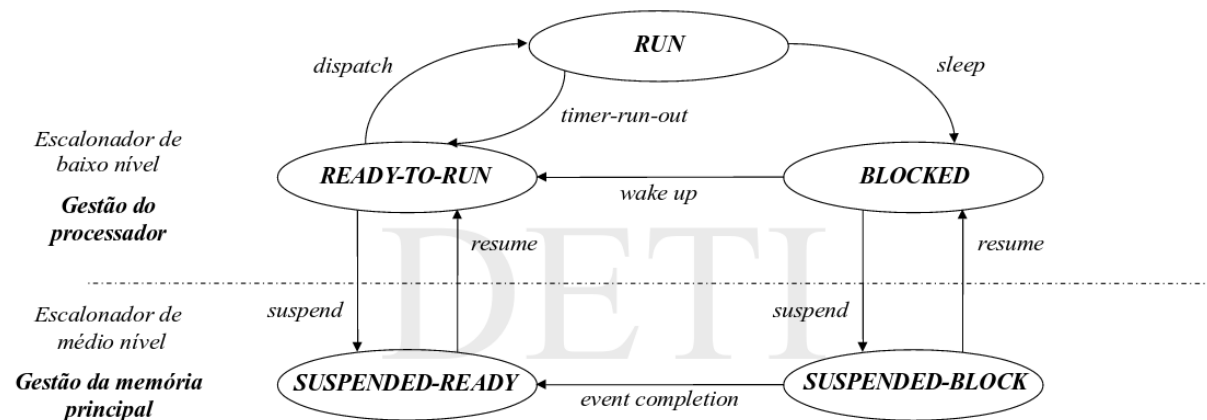 RUN
dispatch
sleep
timer-run-out
Escalonador de
baixo nível
READY-TO-RUN
BLOCKED
wake up
Gestão do
processador
resume
resume
DETI
Escalonador de
médio nível
suspend
suspend
Gestão da memória
principal
SUSPENDED-READY
SUSPENDED-BLOCK
event completion